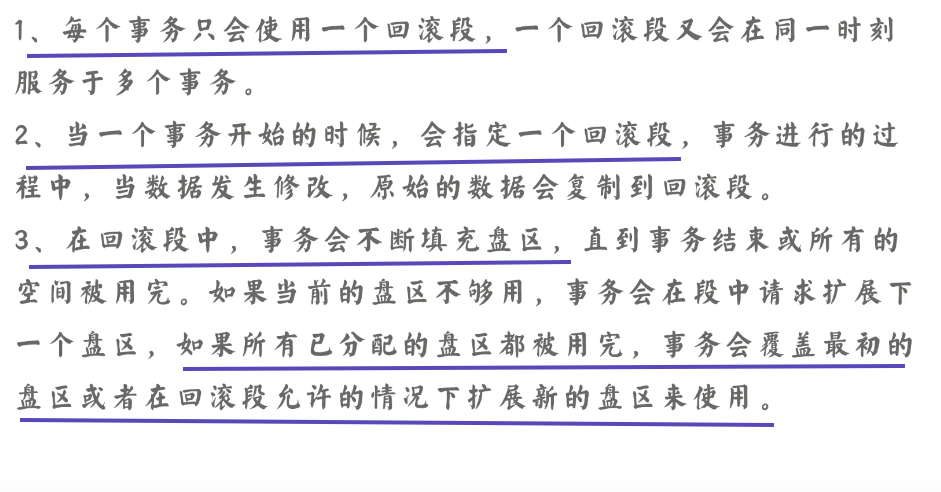 1、每个事务只会使用一个回滚段，一个回滚段又会在同一时刻
服务于多个事务。
2、当一个事务开始的时候，会指定一个回滚段，事务进行的过
程中，当数据发生修改，原始的数据会复制到回滚段。
3、在回滚段中，事务会不断填充盘区，直到事务结束或所有的
空间被用完。如果当前的盘区不够用，事务会在段中请求扩展下
一个盘区，如果所有已分配的盘区都被用完，事务会覆盖最初的
盘区或者在回滚段允许的情况下扩展新的盘区来使用。